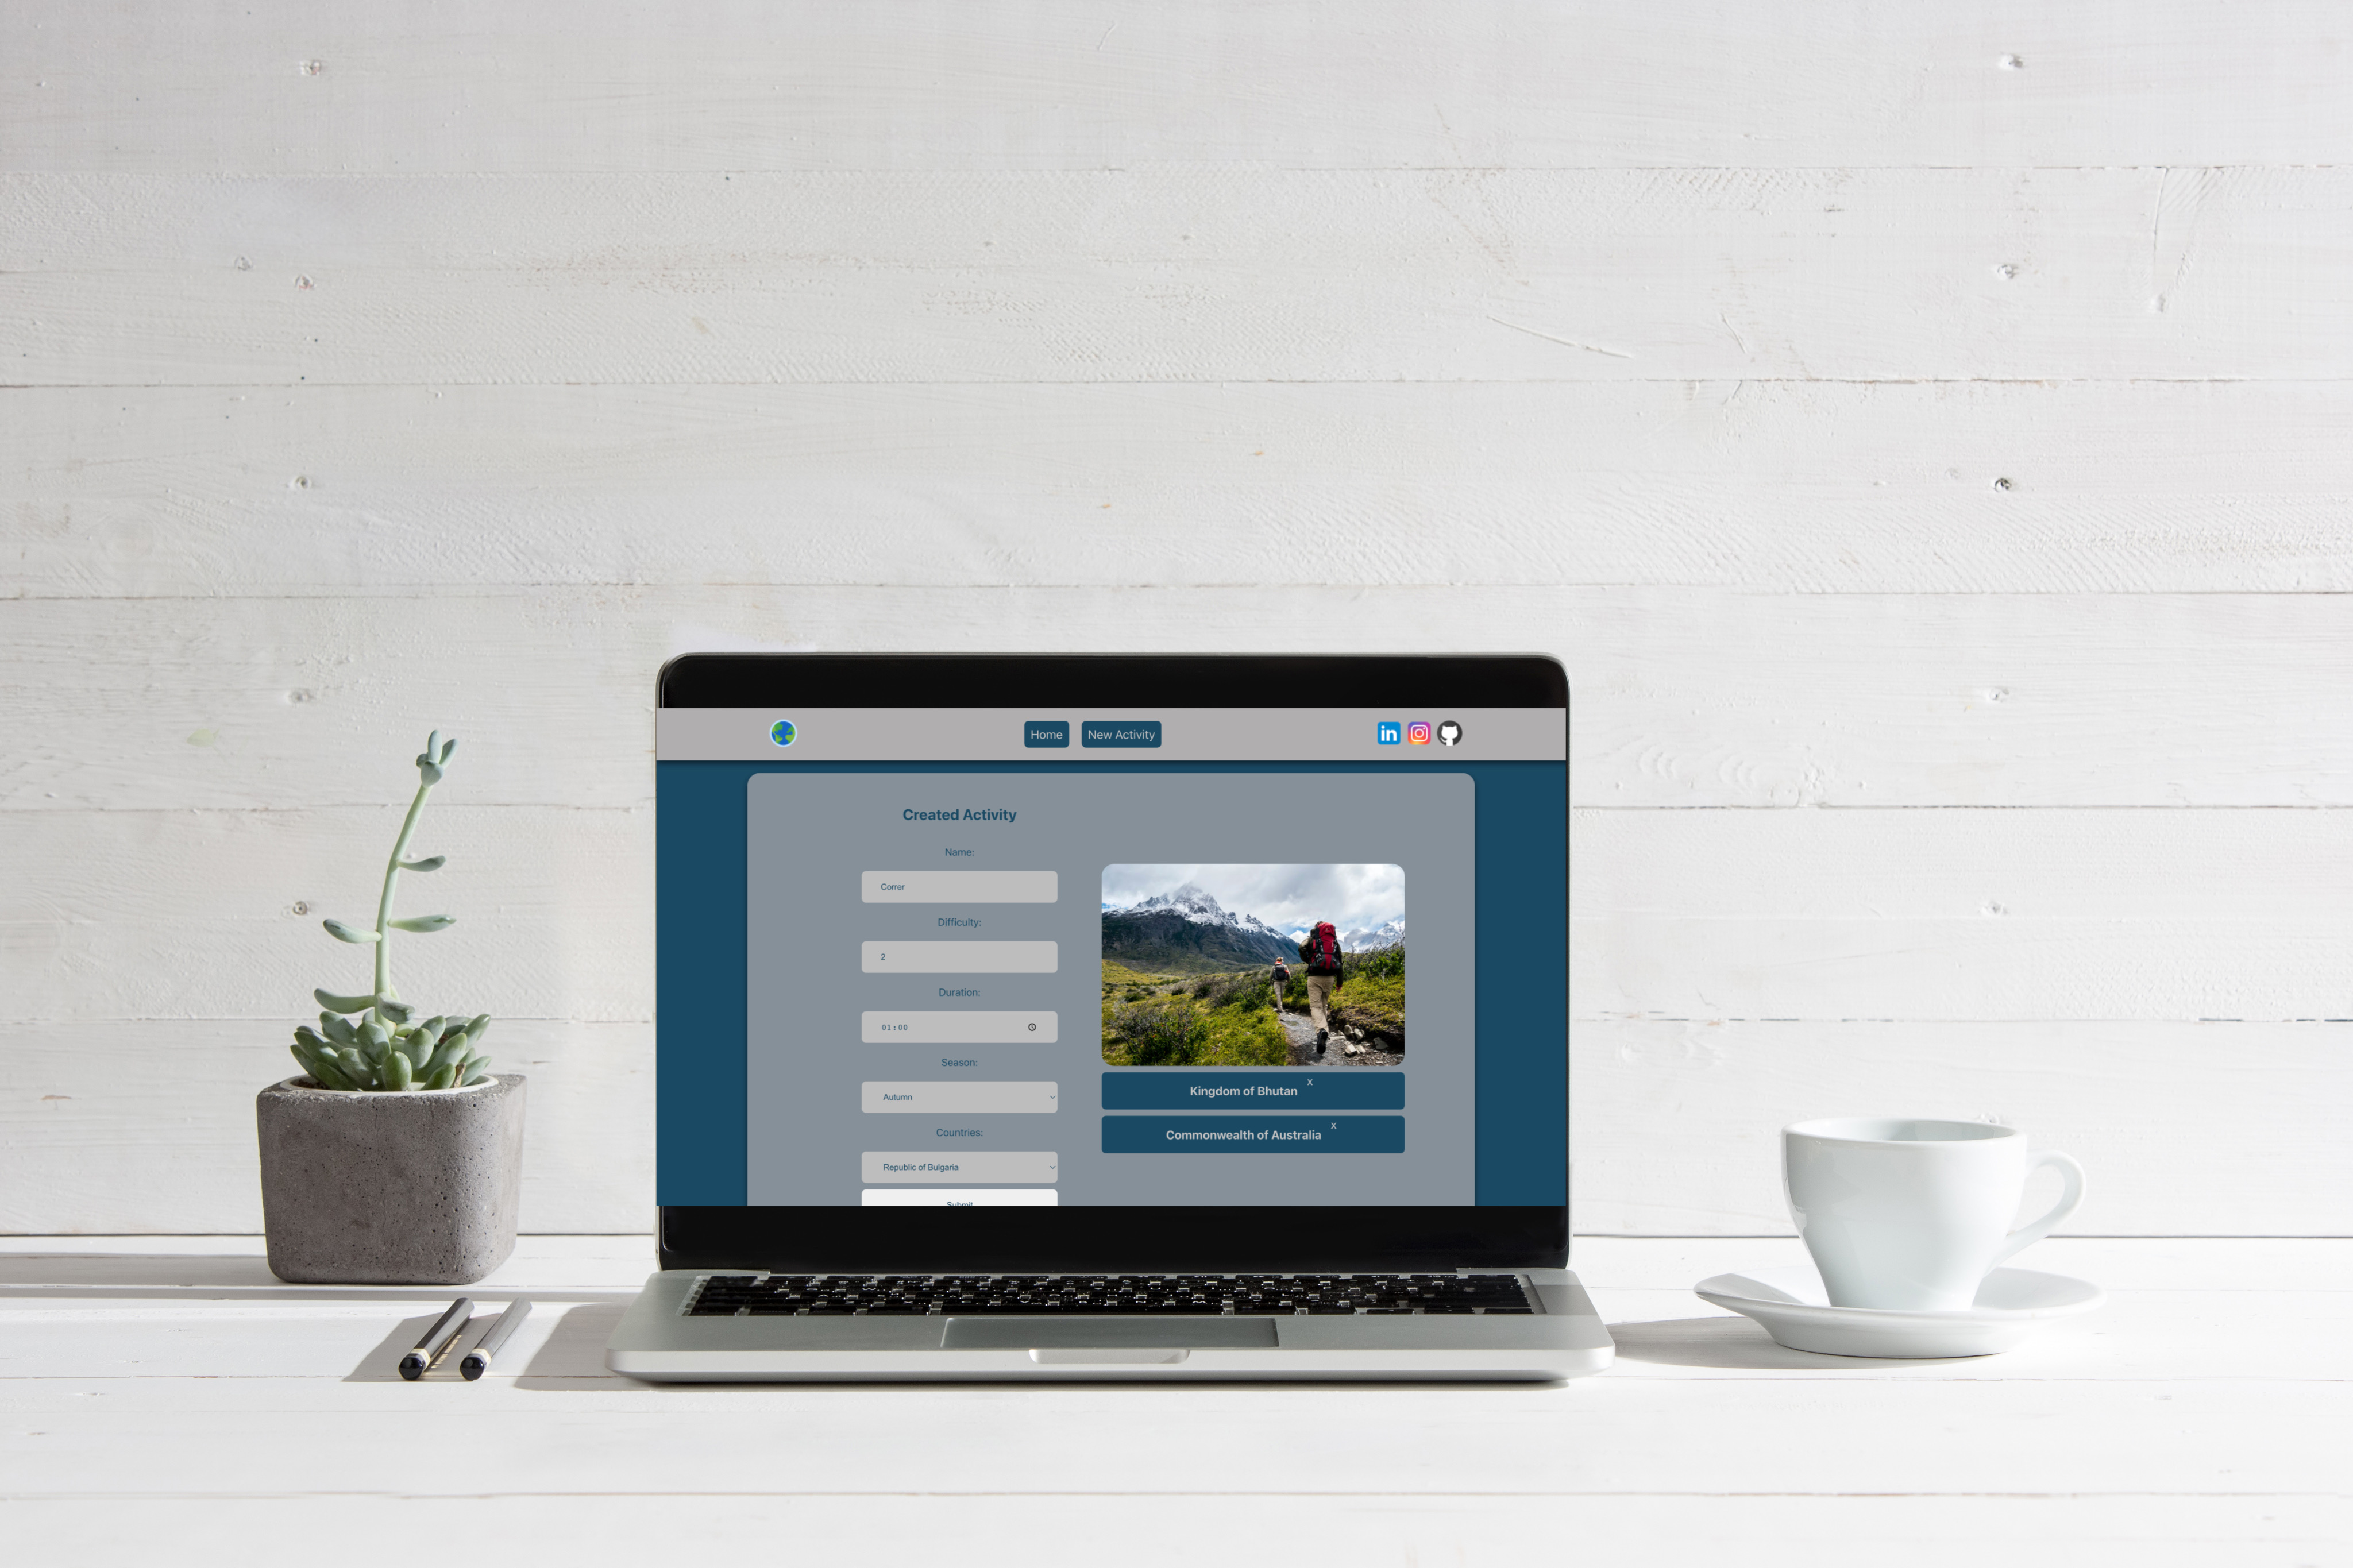 Home
New Activity
in
Created Activity
Name:
Correr
Difficulty:
2
Duration:
01:00
Season:
Autumn
Countries:
Republic of Bulgaria
Submit
Kingdom of Bhutan
x
Commonwealth of Australia
x